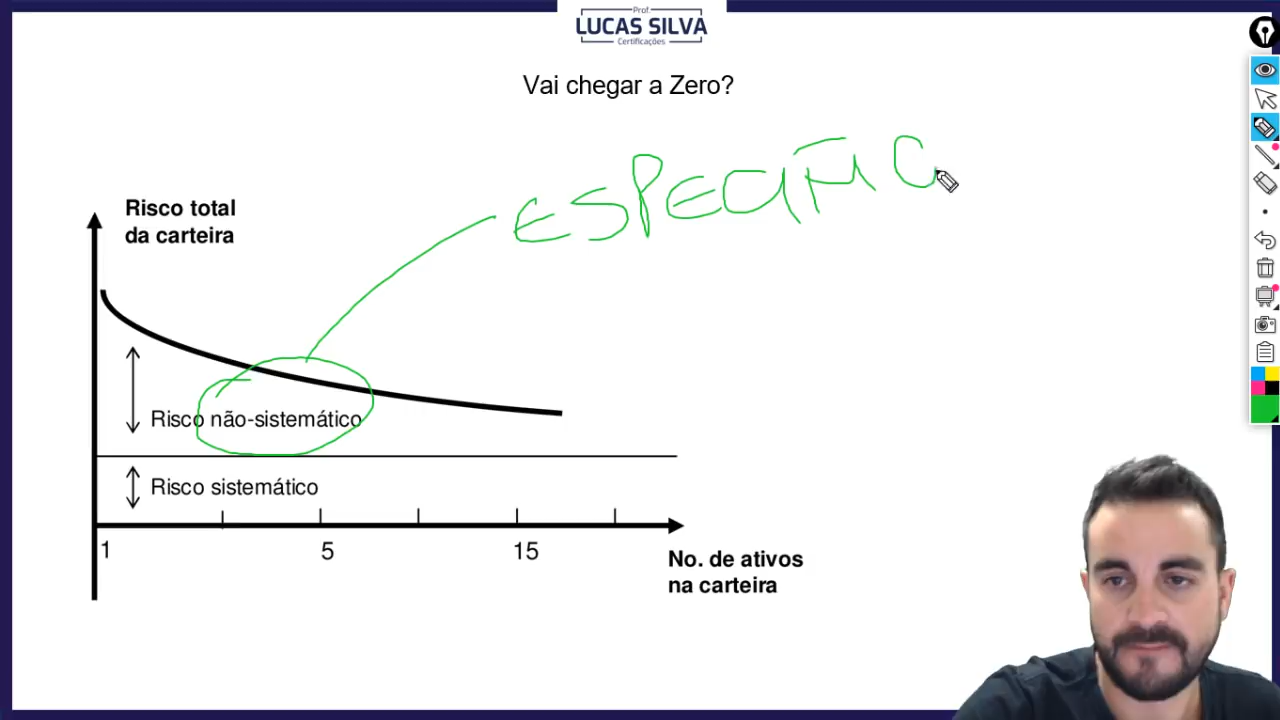 Prof.
LUCAS SILVA
Certificações
Vai chegar a Zero?
ESPECÍFIC
Risco total
da carteira
Risco não-sistemático
Risco sistemático
1 5 15
No. de ativos
na carteira